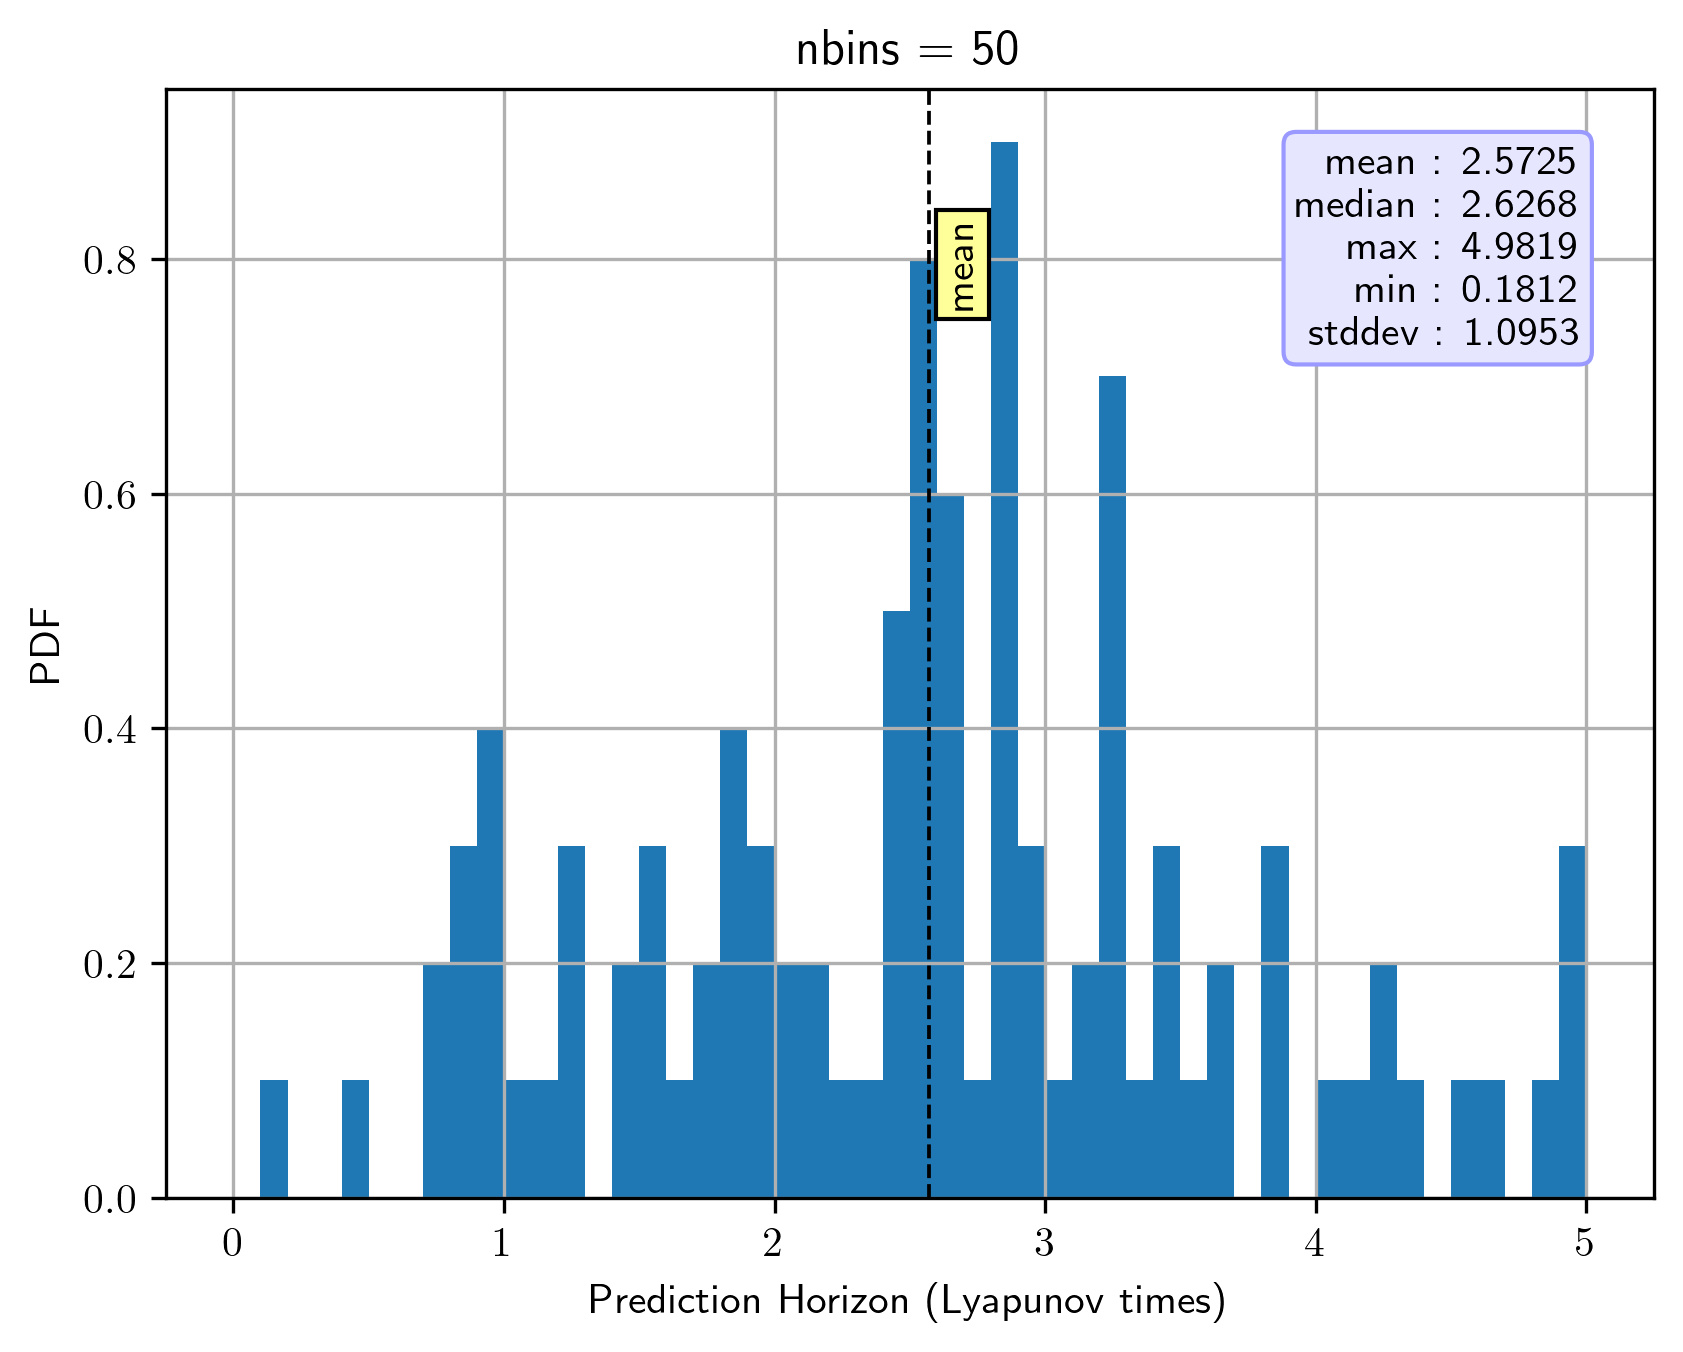 nbins = 50
mean : 2.5725
median : 2.6268
max : 4.9819
min : 0.1812
stddev : 1.0953
mean
PDF
0.8
0.6
0.4
0.2
0.0
0 1 2 3 4 5
Prediction Horizon (Lyapunov times)